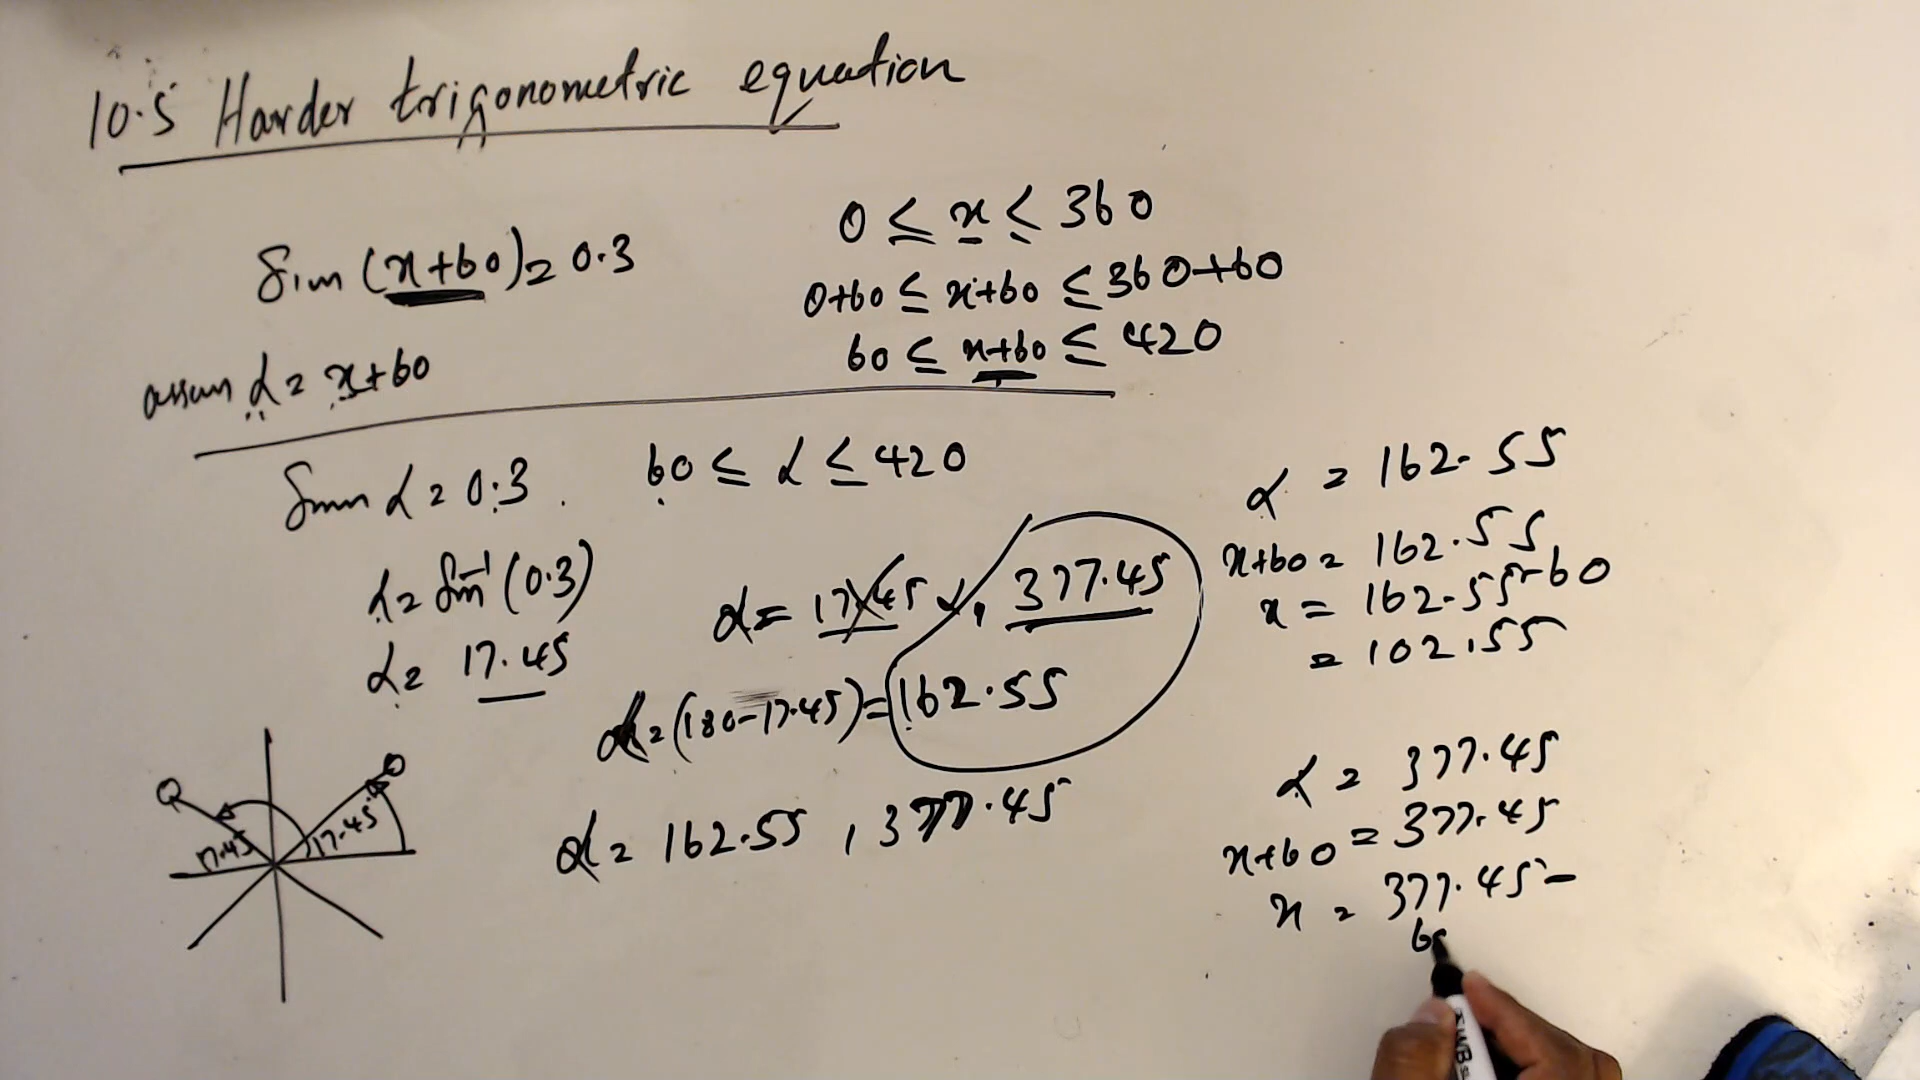 10.5 Harder trigonometric equation
Sin (x+60) = 0.3
0 ≤ x ≤ 360
0+60 ≤ x+60 ≤ 360+60
60 ≤ x+60 ≤ 420
assum α = x+60
Sin α = 0.3
60 ≤ α ≤ 420
α = Sin⁻¹ (0.3)
α = 17.45
α = 17.45 , 377.45
α = (180-17.45) = 162.55
α = 162.55 , 377.45
17.45
17.45
α = 162.55
x+60 = 162.55
x = 162.55-60
= 102.55
α = 377.45
x+60 = 377.45
x = 377.45 -
60